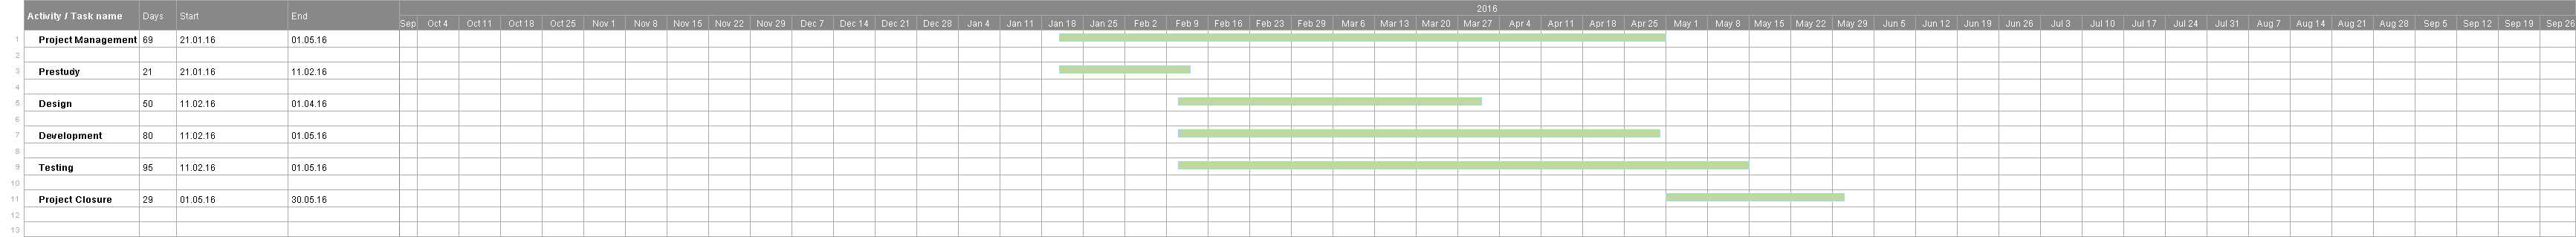 2016
Activity / Task name Days Start End
Sep Oct 4 Oct 11 Oct 18 Oct 25 Nov 1 Nov 8 Nov 15 Nov 22 Nov 29 Dec 7 Dec 14 Dec 21 Dec 28 Jan 4 Jan 11 Jan 18 Jan 25 Feb 2 Feb 9 Feb 16 Feb 23 Feb 29 Mar 6 Mar 13 Mar 20 Mar 27 Apr 4 Apr 11 Apr 18 Apr 25 May 1 May 8 May 15 May 22 May 29 Jun 5 Jun 12 Jun 19 Jun 26 Jul 3 Jul 10 Jul 17 Jul 24 Jul 31 Aug 7 Aug 14 Aug 21 Aug 28 Sep 5 Sep 12 Sep 19 Sep 26
1 Project Management 69 21.01.16 01.05.16
2
3 Prestudy 21 21.01.16 11.02.16
4
5 Design 50 11.02.16 01.04.16
6
7 Development 80 11.02.16 01.05.16
8
9 Testing 95 11.02.16 01.05.16
10
11 Project Closure 29 01.05.16 30.05.16
12
13